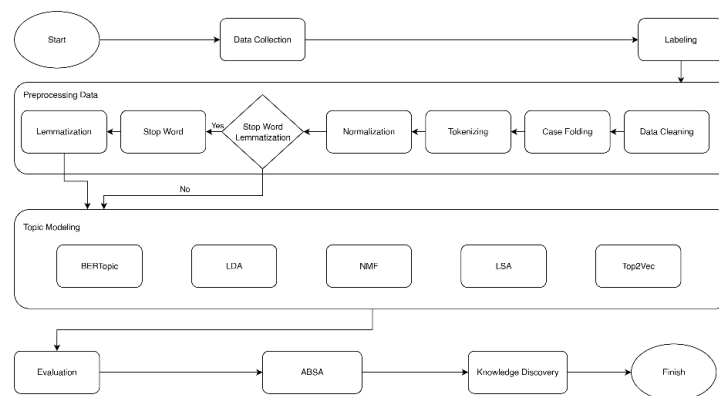 Start
Data Collection
Labeling
Preprocessing Data
Lemmatization
Stop Word
Yes
Stop Word
Lemmatization
Normalization
Tokenizing
Case Folding
Data Cleaning
No
Topic Modeling
BERTopic
LDA
NMF
LSA
Top2Vec
Evaluation
ABSA
Knowledge Discovery
Finish